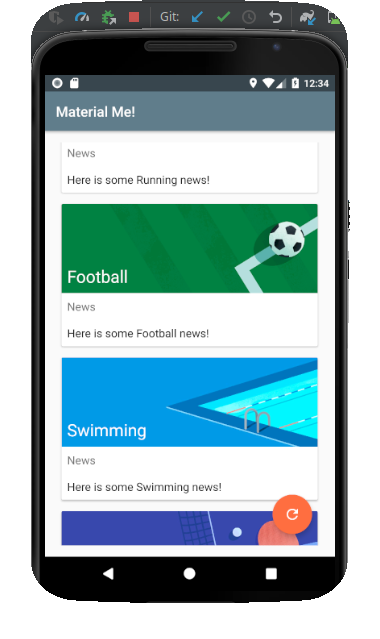 Git:
12:34
Material Me!
News
Here is some Running news!
Football
News
Here is some Football news!
Swimming
News
Here is some Swimming news!